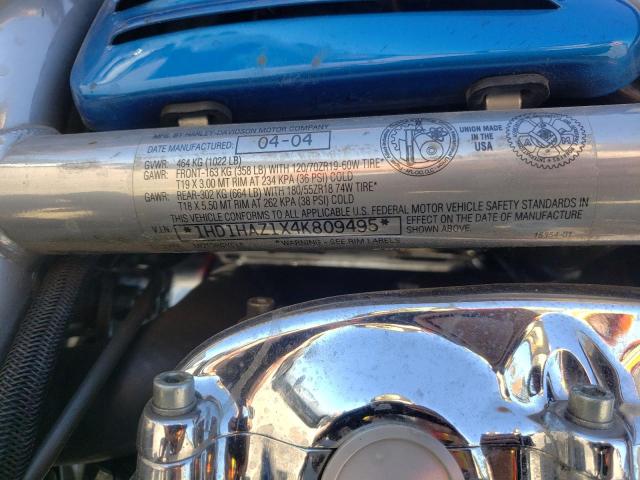 MFG. BY HARLEY-DAVIDSON MOTOR COMPANY
DATE MANUFACTURED: 04-04
GVWR: 464 KG (1022 LB)
GAWR: FRONT-163 KG (358 LB) WITH 120/70ZR19-60W TIRE*
T19 X 3.00 MT RIM AT 234 KPA (36 PSI) COLD
GAWR: REAR-302 KG (664 LB) WITH 180/55ZR18 74W TIRE*
T18 X 5.50 MT RIM AT 262 KPA (38 PSI) COLD
THIS VEHICLE CONFORMS TO ALL APPLICABLE U.S. FEDERAL MOTOR VEHICLE SAFETY STANDARDS IN
EFFECT ON THE DATE OF MANUFACTURE
SHOWN ABOVE.
V.I.N. *1HD1HAZ1X4K809495*
MOTORCYCLE *WARNING - SEE RIM LABELS
15354-01
UNION MADE
IN THE
USA